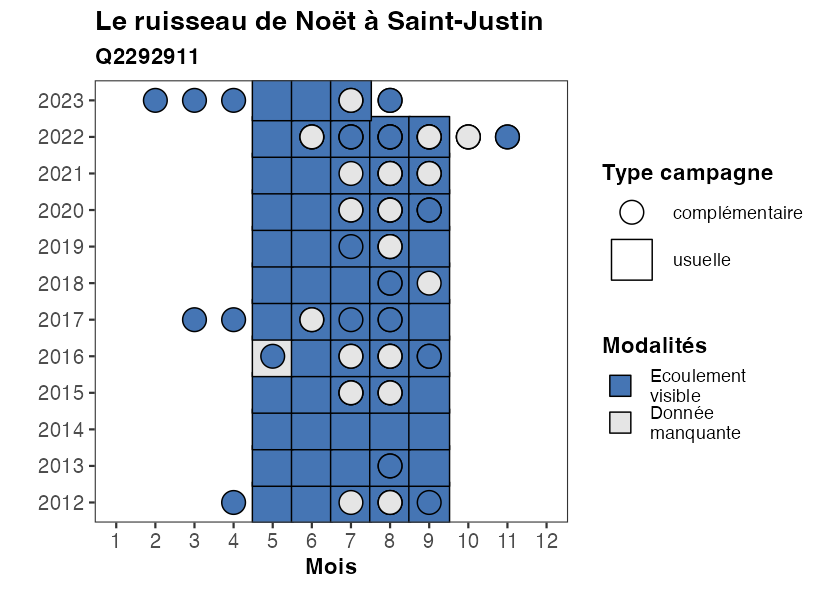 Le ruisseau de Noët à Saint-Justin
Q2292911
2023
2022
2021
2020
2019
2018
2017
2016
2015
2014
2013
2012
1 2 3 4 5 6 7 8 9 10 11 12
Mois
Type campagne
complémentaire
usuelle
Modalités
Ecoulement
visible
Donnée
manquante